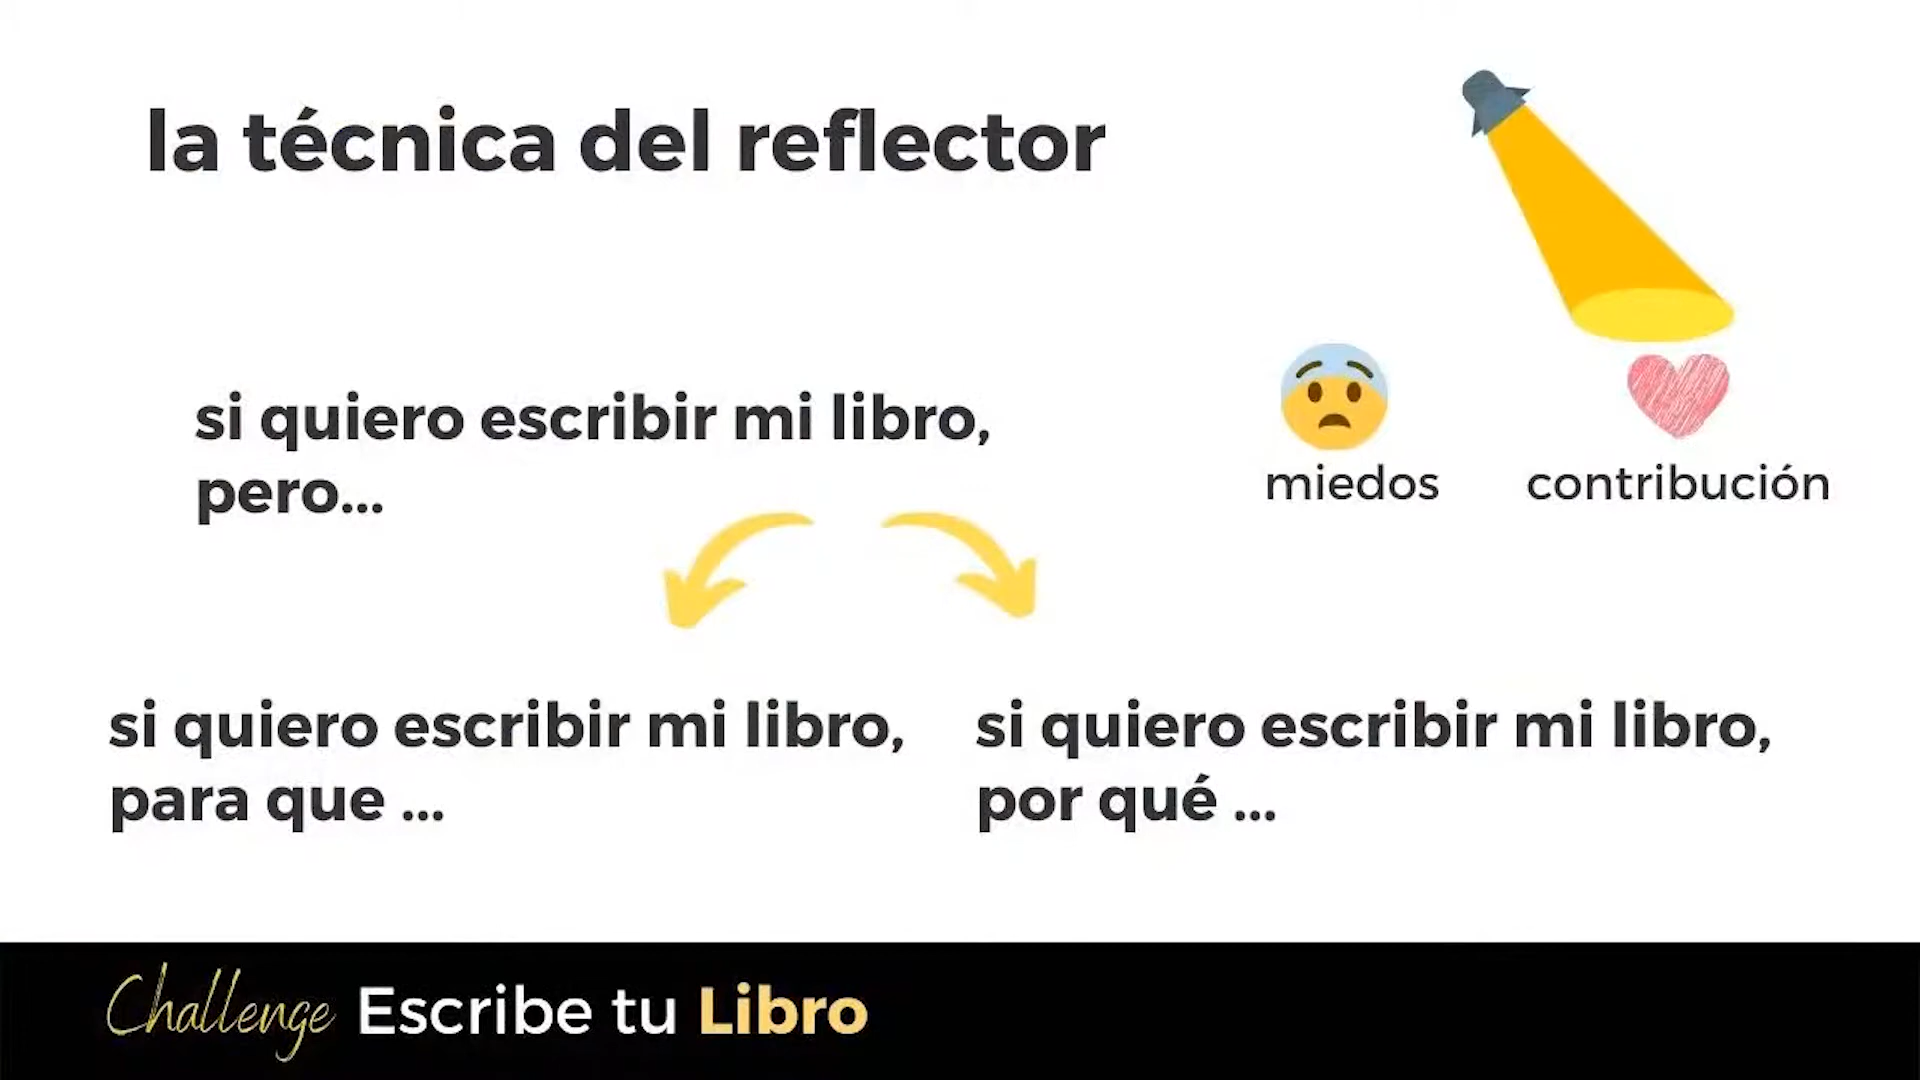 la técnica del reflector
si quiero escribir mi libro,
pero...
miedos
contribución
si quiero escribir mi libro,
para que ...
si quiero escribir mi libro,
por qué ...
Challenge Escribe tu Libro